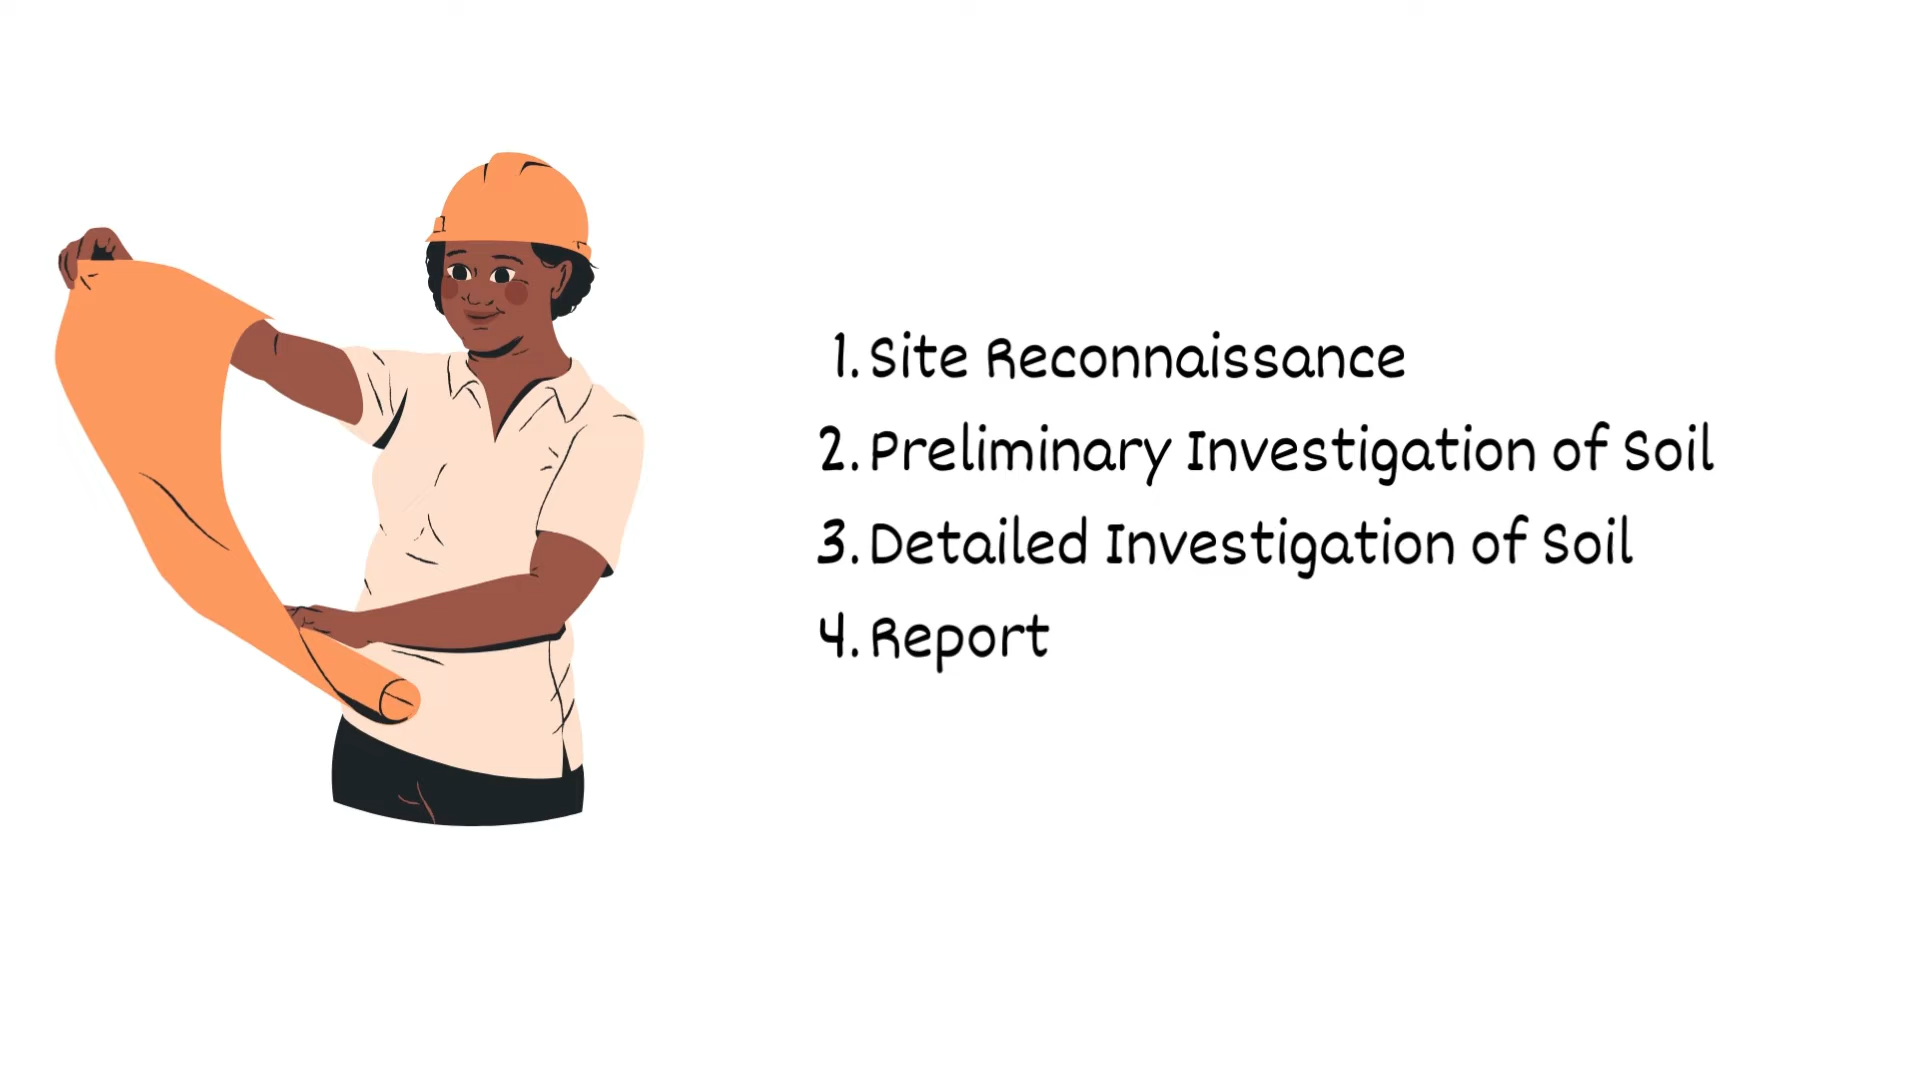 1. Site Reconnaissance
2. Preliminary Investigation of Soil
3. Detailed Investigation of Soil
4. Report